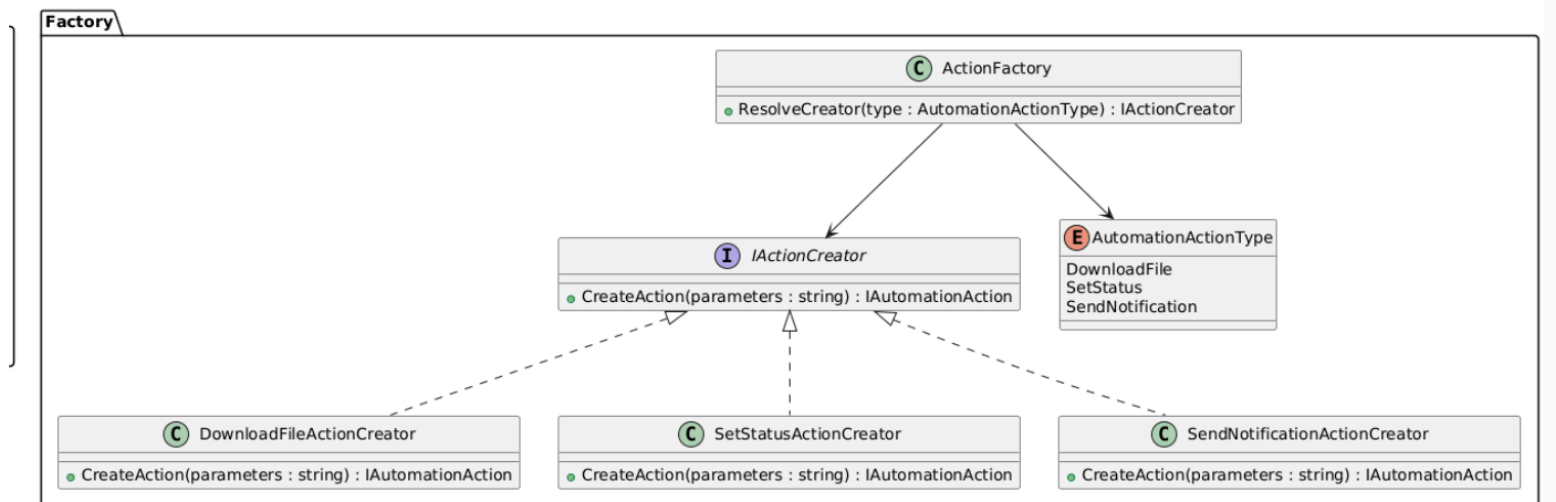 Factory
C ActionFactory
ResolveCreator(type : AutomationActionType) : IActionCreator
I IActionCreator
CreateAction(parameters : string) : IAutomationAction
E AutomationActionType
DownloadFile
SetStatus
SendNotification
C DownloadFileActionCreator
CreateAction(parameters : string) : IAutomationAction
C SetStatusActionCreator
CreateAction(parameters : string) : IAutomationAction
C SendNotificationActionCreator
CreateAction(parameters : string) : IAutomationAction